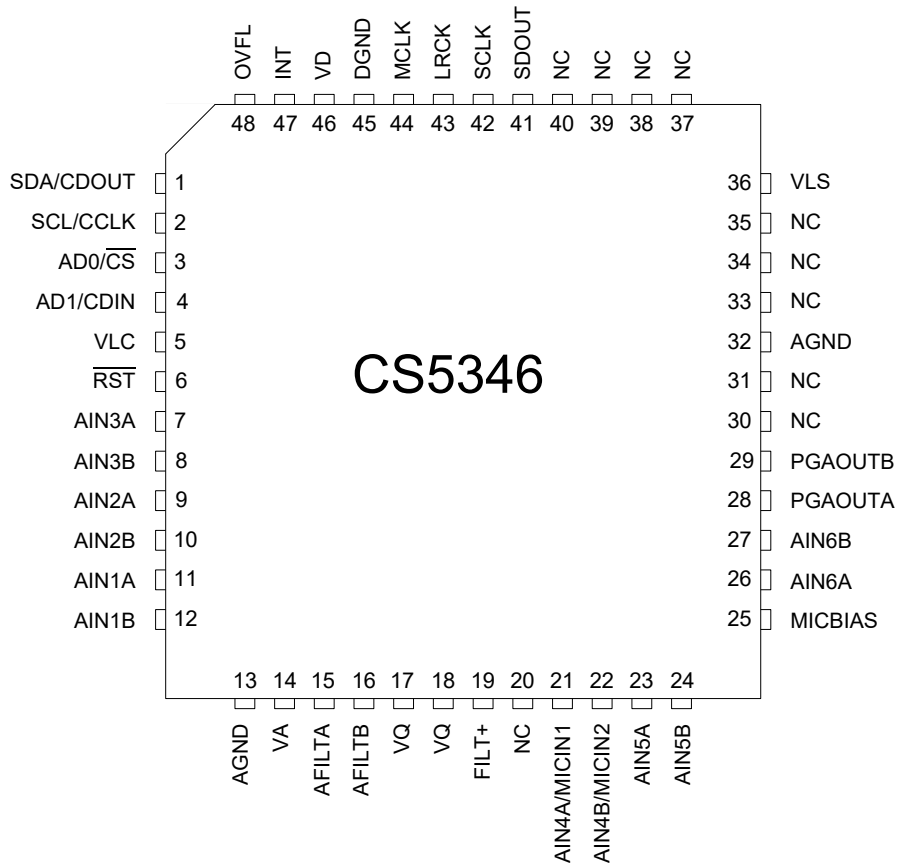 OVFL
INT
VD
DGND
MCLK
LRCK
SCLK
SDOUT
NC
NC
NC
NC
48 47 46 45 44 43 42 41 40 39 38 37
SDA/CDOUT 1
SCL/CCLK 2
AD0/C̅S̅ 3
AD1/CDIN 4
VLC 5
R̅S̅T̅ 6
AIN3A 7
AIN3B 8
AIN2A 9
AIN2B 10
AIN1A 11
AIN1B 12
CS5346
36 VLS
35 NC
34 NC
33 NC
32 AGND
31 NC
30 NC
29 PGAOUTB
28 PGAOUTA
27 AIN6B
26 AIN6A
25 MICBIAS
13 14 15 16 17 18 19 20 21 22 23 24
AGND
VA
AFILTA
AFILTB
VQ
VQ
FILT+
NC
AIN4A/MICIN1
AIN4B/MICIN2
AIN5A
AIN5B